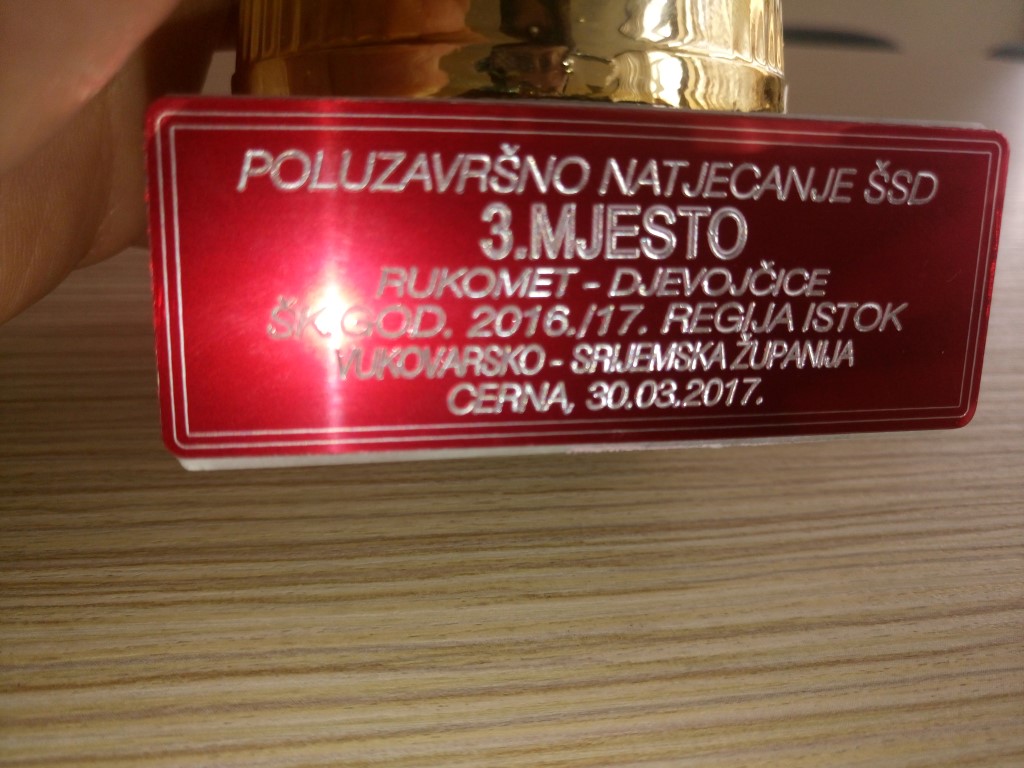 POLUZAVRŠNO NATJECANJE ŠSD
3.MJESTO
RUKOMET - DJEVOJČICE
ŠK. GOD. 2016./17. REGIJA ISTOK
VUKOVARSKO - SRIJEMSKA ŽUPANIJA
CERNA, 30.03.2017.